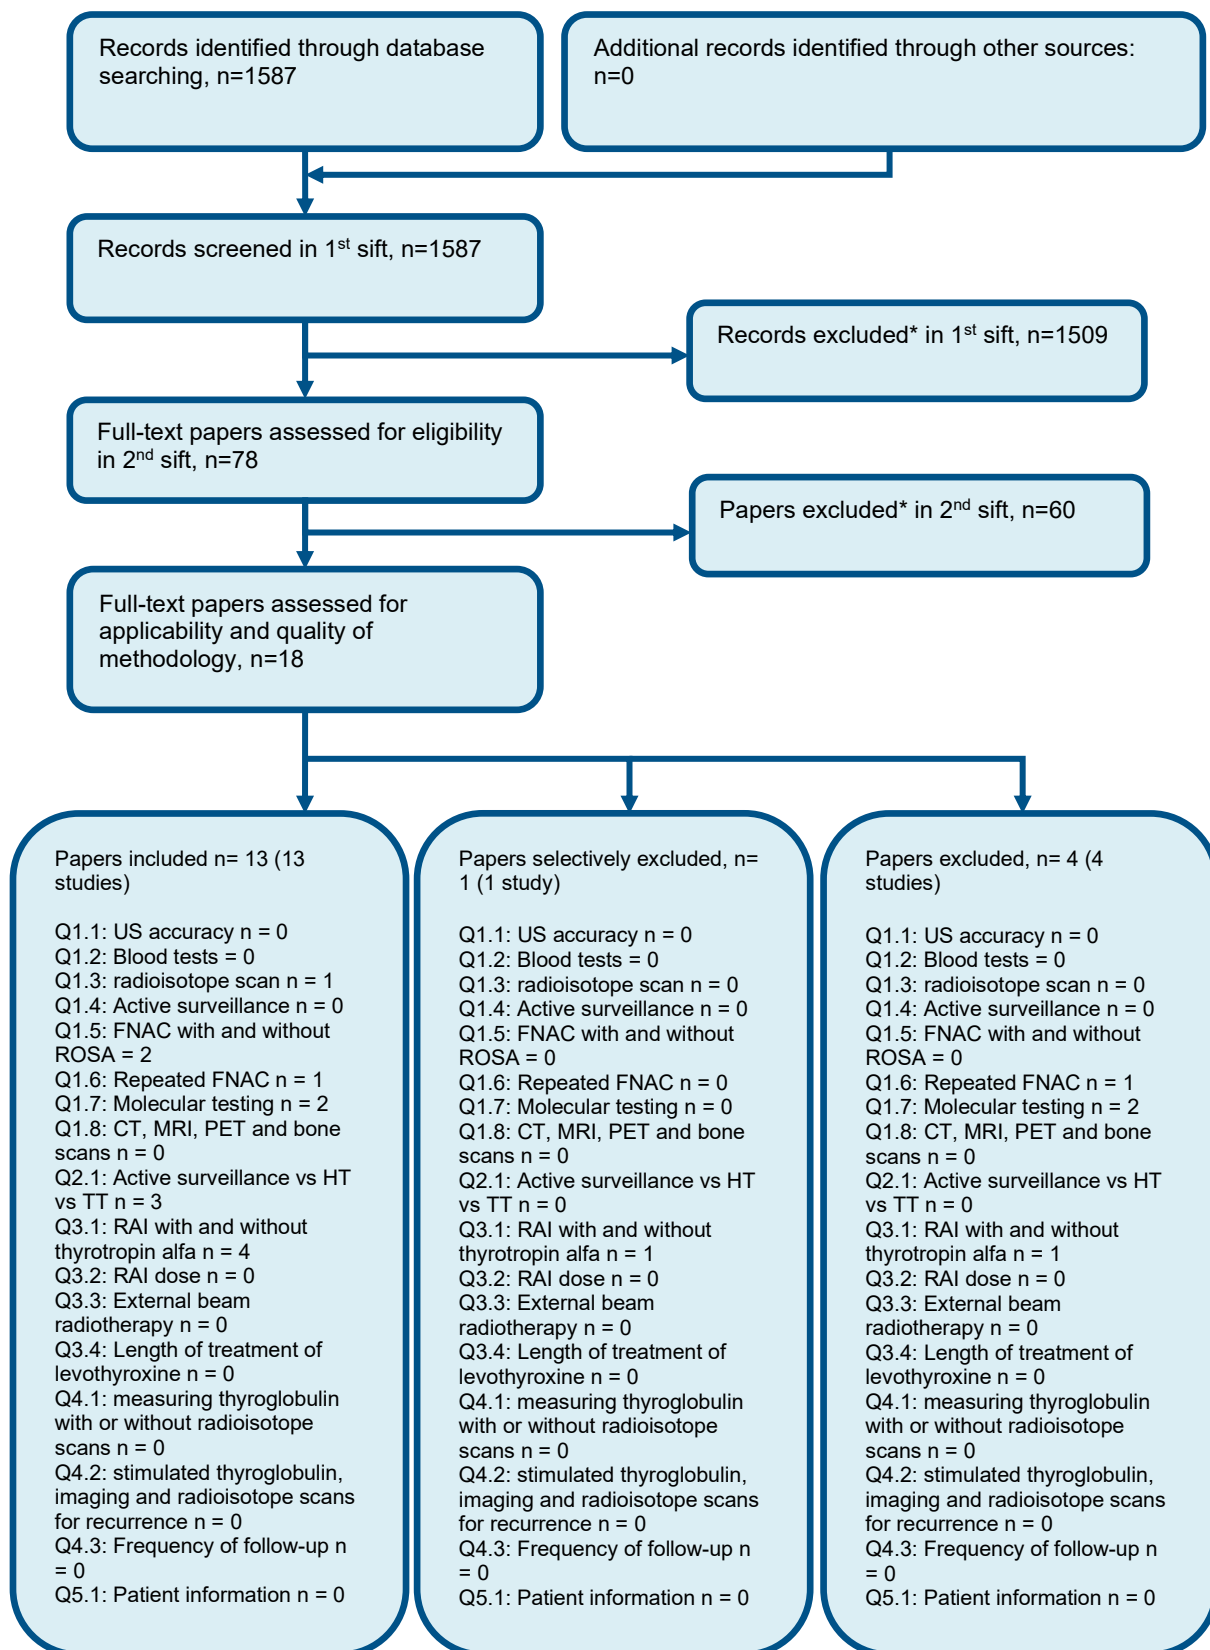 Records identified through database
searching, n=1587
Additional records identified through other sources:
n=0
Records screened in 1st sift, n=1587
Records excluded* in 1st sift, n=1509
Full-text papers assessed for eligibility
in 2nd sift, n=78
Papers excluded* in 2nd sift, n=60
Full-text papers assessed for
applicability and quality of
methodology, n=18
Papers included n= 13 (13
studies)
Q1.1: US accuracy n = 0
Q1.2: Blood tests = 0
Q1.3: radioisotope scan n = 1
Q1.4: Active surveillance n = 0
Q1.5: FNAC with and without
ROSA = 2
Q1.6: Repeated FNAC n = 1
Q1.7: Molecular testing n = 2
Q1.8: CT, MRI, PET and bone
scans n = 0
Q2.1: Active surveillance vs HT
vs TT n = 3
Q3.1: RAI with and without
thyrotropin alfa n = 4
Q3.2: RAI dose n = 0
Q3.3: External beam
radiotherapy n = 0
Q3.4: Length of treatment of
levothyroxine n = 0
Q4.1: measuring thyroglobulin
with or without radioisotope
scans n = 0
Q4.2: stimulated thyroglobulin,
imaging and radioisotope scans
for recurrence n = 0
Q4.3: Frequency of follow-up n
= 0
Q5.1: Patient information n = 0
Papers selectively excluded, n=
1 (1 study)
Q1.1: US accuracy n = 0
Q1.2: Blood tests = 0
Q1.3: radioisotope scan n = 0
Q1.4: Active surveillance n = 0
Q1.5: FNAC with and without
ROSA = 0
Q1.6: Repeated FNAC n = 0
Q1.7: Molecular testing n = 0
Q1.8: CT, MRI, PET and bone
scans n = 0
Q2.1: Active surveillance vs HT
vs TT n = 0
Q3.1: RAI with and without
thyrotropin alfa n = 1
Q3.2: RAI dose n = 0
Q3.3: External beam
radiotherapy n = 0
Q3.4: Length of treatment of
levothyroxine n = 0
Q4.1: measuring thyroglobulin
with or without radioisotope
scans n = 0
Q4.2: stimulated thyroglobulin,
imaging and radioisotope scans
for recurrence n = 0
Q4.3: Frequency of follow-up n
= 0
Q5.1: Patient information n = 0
Papers excluded, n= 4 (4
studies)
Q1.1: US accuracy n = 0
Q1.2: Blood tests = 0
Q1.3: radioisotope scan n = 0
Q1.4: Active surveillance n = 0
Q1.5: FNAC with and without
ROSA = 0
Q1.6: Repeated FNAC n = 1
Q1.7: Molecular testing n = 2
Q1.8: CT, MRI, PET and bone
scans n = 0
Q2.1: Active surveillance vs HT
vs TT n = 0
Q3.1: RAI with and without
thyrotropin alfa n = 1
Q3.2: RAI dose n = 0
Q3.3: External beam
radiotherapy n = 0
Q3.4: Length of treatment of
levothyroxine n = 0
Q4.1: measuring thyroglobulin
with or without radioisotope
scans n = 0
Q4.2: stimulated thyroglobulin,
imaging and radioisotope scans
for recurrence n = 0
Q4.3: Frequency of follow-up n
= 0
Q5.1: Patient information n = 0